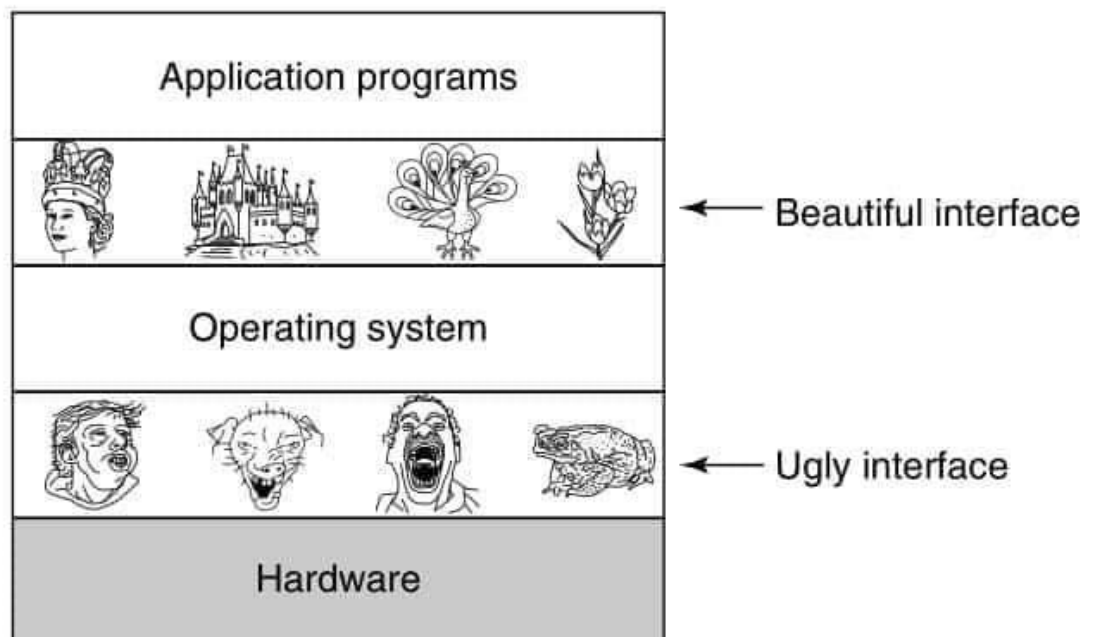 Application programs
Beautiful interface
Operating system
Ugly interface
Hardware